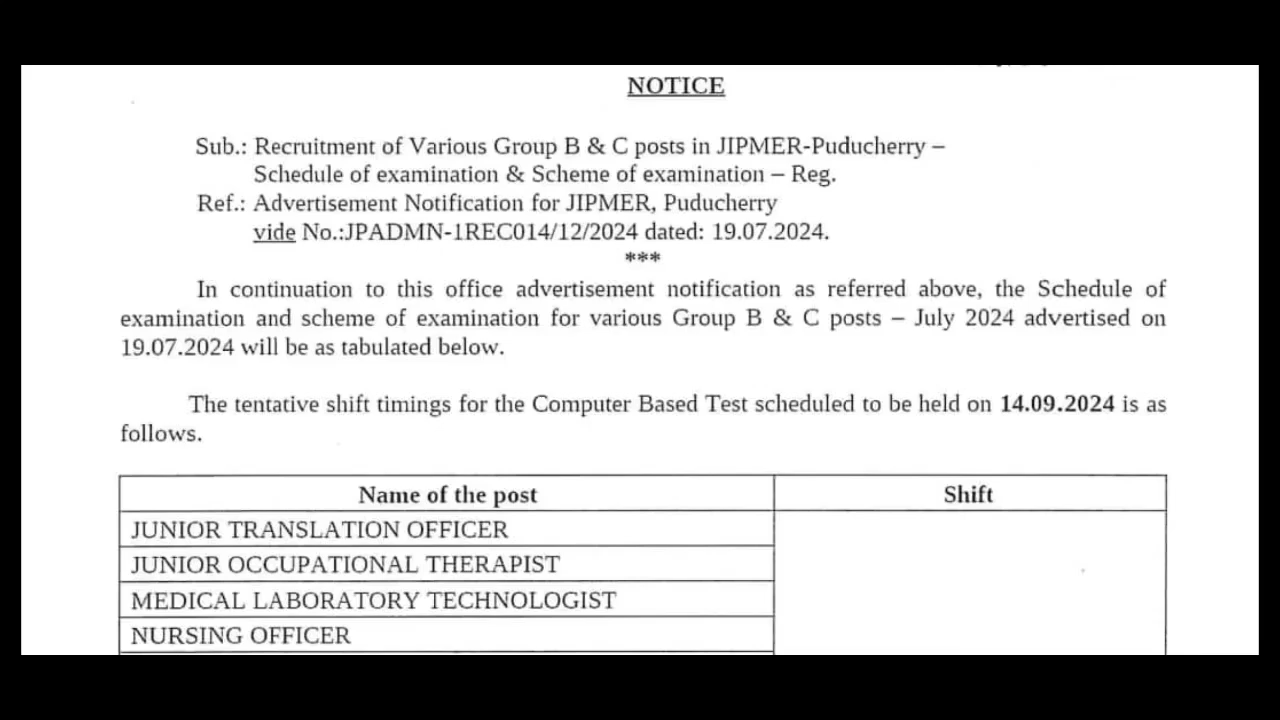 NOTICE
Sub.: Recruitment of Various Group B & C posts in JIPMER-Puducherry –
Schedule of examination & Scheme of examination – Reg.
Ref.: Advertisement Notification for JIPMER, Puducherry
vide No.:JPADMN-1REC014/12/2024 dated: 19.07.2024.
***
In continuation to this office advertisement notification as referred above, the Schedule of
examination and scheme of examination for various Group B & C posts – July 2024 advertised on
19.07.2024 will be as tabulated below.
The tentative shift timings for the Computer Based Test scheduled to be held on 14.09.2024 is as
follows.
Name of the post Shift
JUNIOR TRANSLATION OFFICER
JUNIOR OCCUPATIONAL THERAPIST
MEDICAL LABORATORY TECHNOLOGIST
NURSING OFFICER